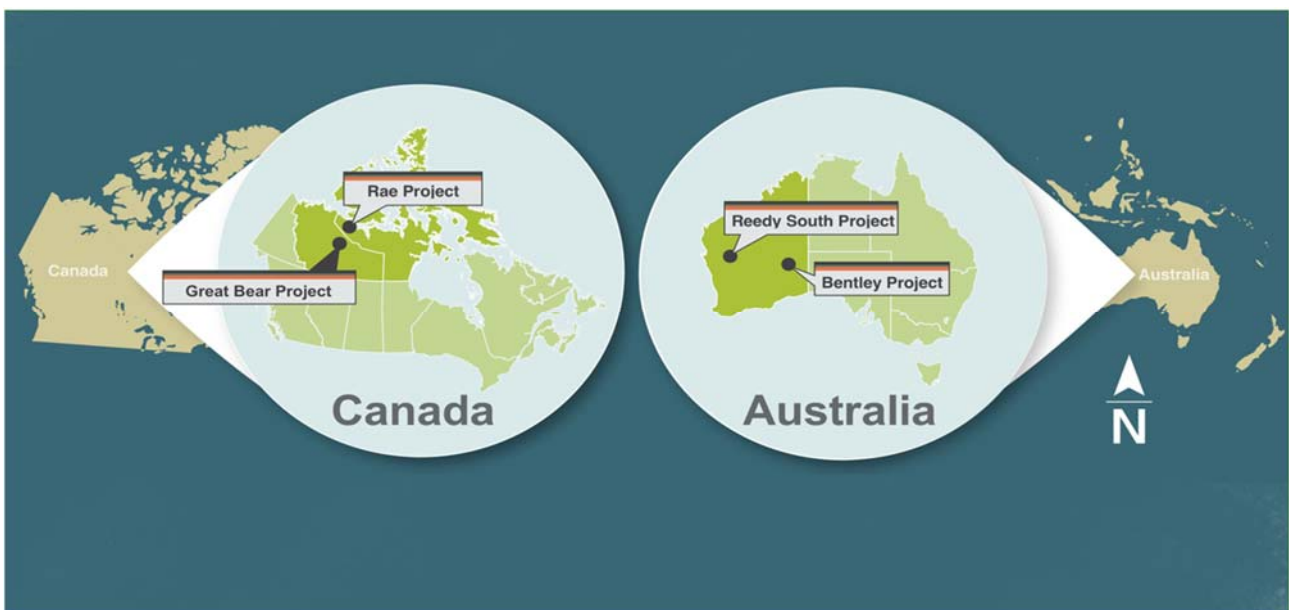 Canada
Rae Project
Great Bear Project
Canada
Reedy South Project
Bentley Project
Australia
Australia
N